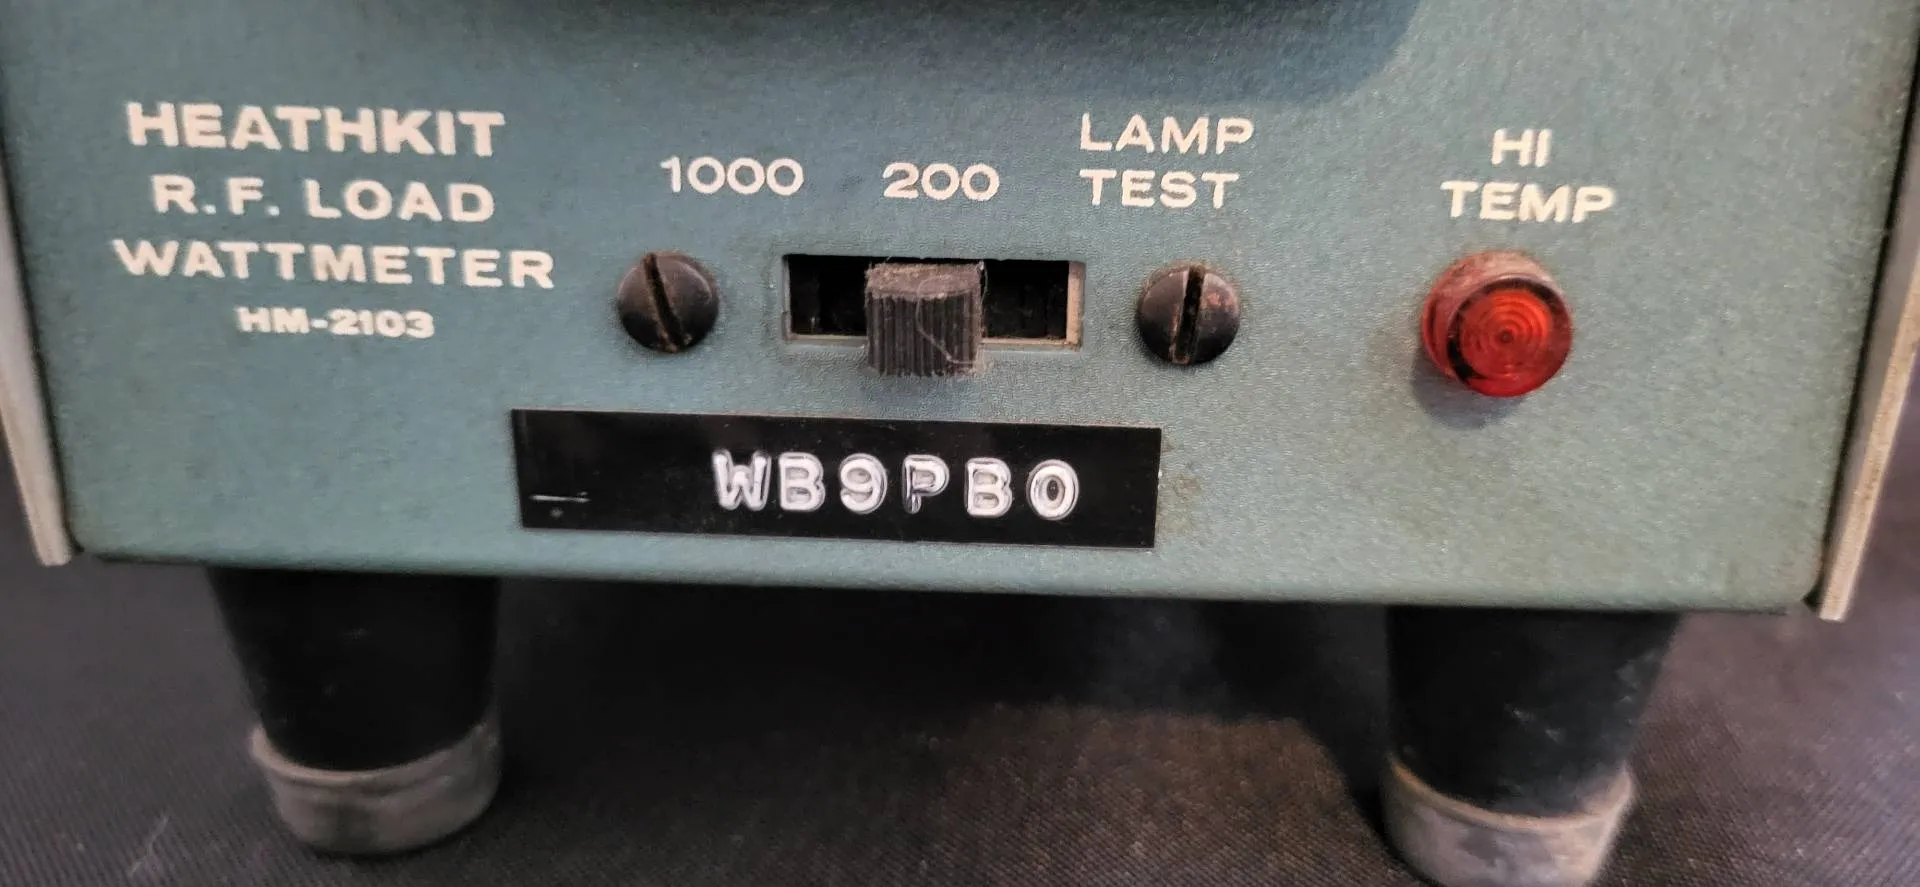 HEATHKIT
R.F. LOAD
WATTMETER
HM-2103
1000
200
LAMP
TEST
HI
TEMP
WB9PBO